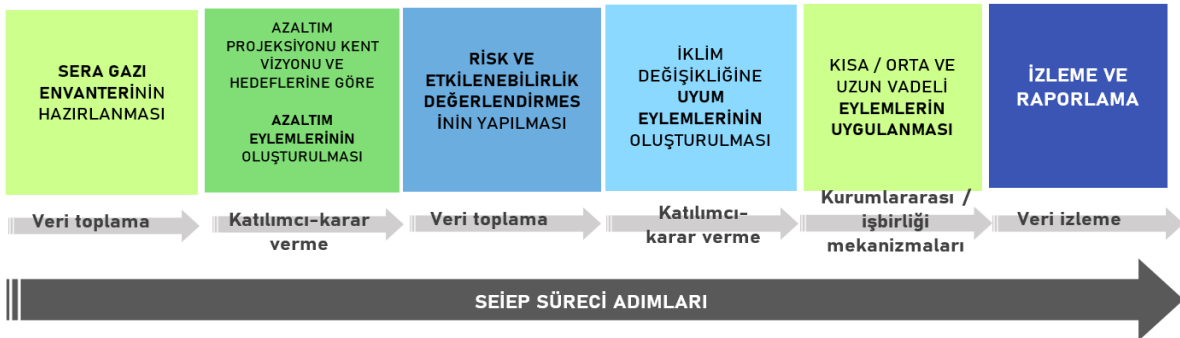 SERA GAZI
ENVANTERİNİN
HAZIRLANMASI
AZALTIM
PROJEKSİYONU KENT
VİZYONU VE
HEDEFLERİNE GÖRE
AZALTIM
EYLEMLERİNİN
OLUŞTURULMASI
RİSK VE
ETKİLENEBİLİRLİK
DEĞERLENDİRMES
İNİN YAPILMASI
İKLİM
DEĞİŞİKLİĞİNE
UYUM
EYLEMLERİNİN
OLUŞTURULMASI
KISA / ORTA VE
UZUN VADELİ
EYLEMLERİN
UYGULANMASI
İZLEME VE
RAPORLAMA
Veri toplama
Katılımcı-karar
verme
Veri toplama
Katılımcı-
karar verme
Kurumlararası /
işbirliği
mekanizmaları
Veri izleme
SEİEP SÜRECİ ADIMLARI